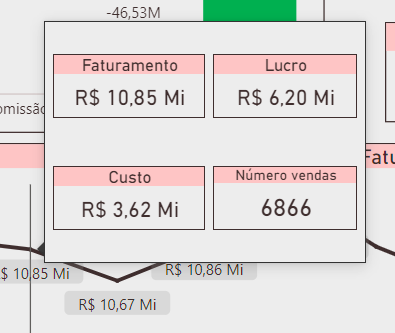 -46,53M
Faturamento
R$ 10,85 Mi
Lucro
R$ 6,20 Mi
omissão
Custo
R$ 3,62 Mi
Número vendas
6866
Fatu
$ 10,85 Mi
R$ 10,86 Mi
R$ 10,67 Mi